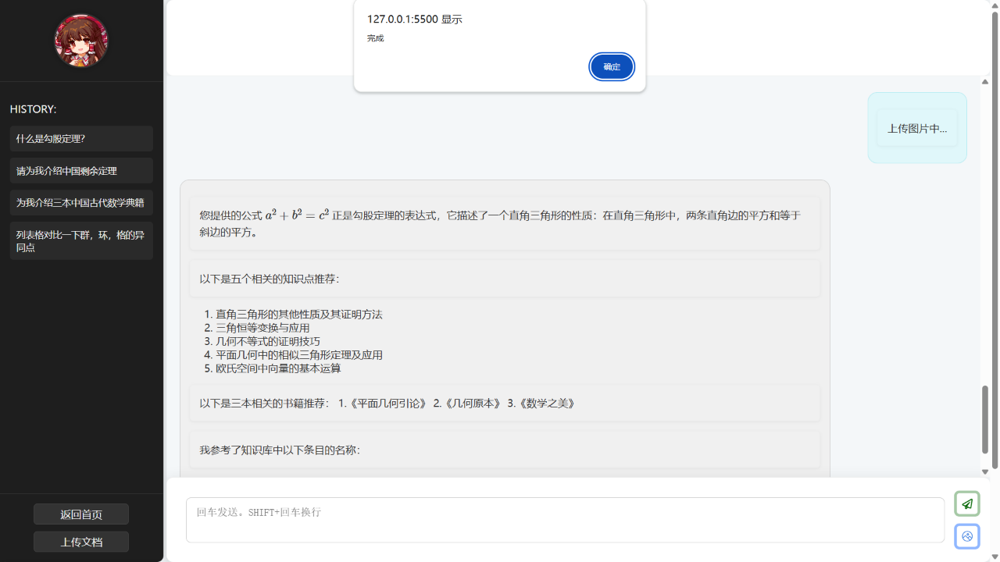 127.0.0.1:5500 显示
完成
确定
HISTORY:
什么是勾股定理?
请为我介绍中国剩余定理
为我介绍三本中国古代数学典籍
列表格对比一下群，环，格的异
同点
返回首页
上传文档
上传图片中...
您提供的公式 a² + b² = c² 正是勾股定理的表达式，它描述了一个直角三角形的性质：在直角三角形中，两条直角边的平方和等于
斜边的平方。
以下是五个相关的知识点推荐：
1. 直角三角形的其他性质及其证明方法
2. 三角恒等变换与应用
3. 几何不等式的证明技巧
4. 平面几何中的相似三角形定理及应用
5. 欧氏空间中向量的基本运算
以下是三本相关的书籍推荐： 1.《平面几何引论》 2.《几何原本》 3.《数学之美》
我参考了知识库中以下条目的名称：
回车发送。SHIFT+回车换行